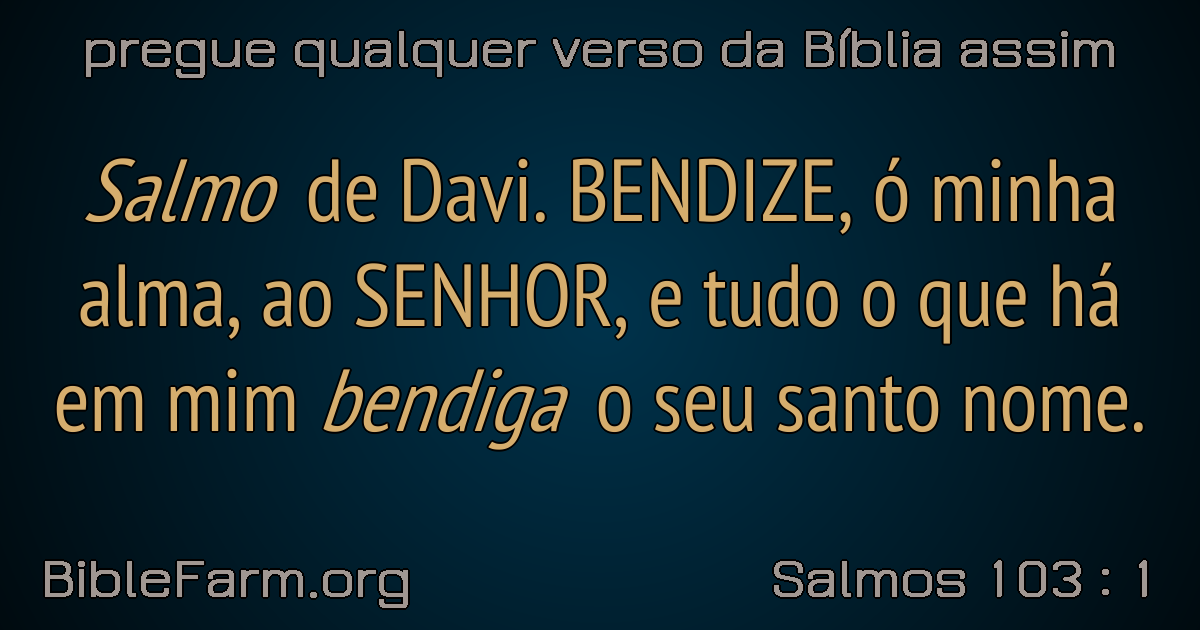 pregue qualquer verso da Bíblia assim
Salmo de Davi. BENDIZE, ó minha
alma, ao SENHOR, e tudo o que há
em mim bendiga o seu santo nome.
BibleFarm.org
Salmos 103 : 1